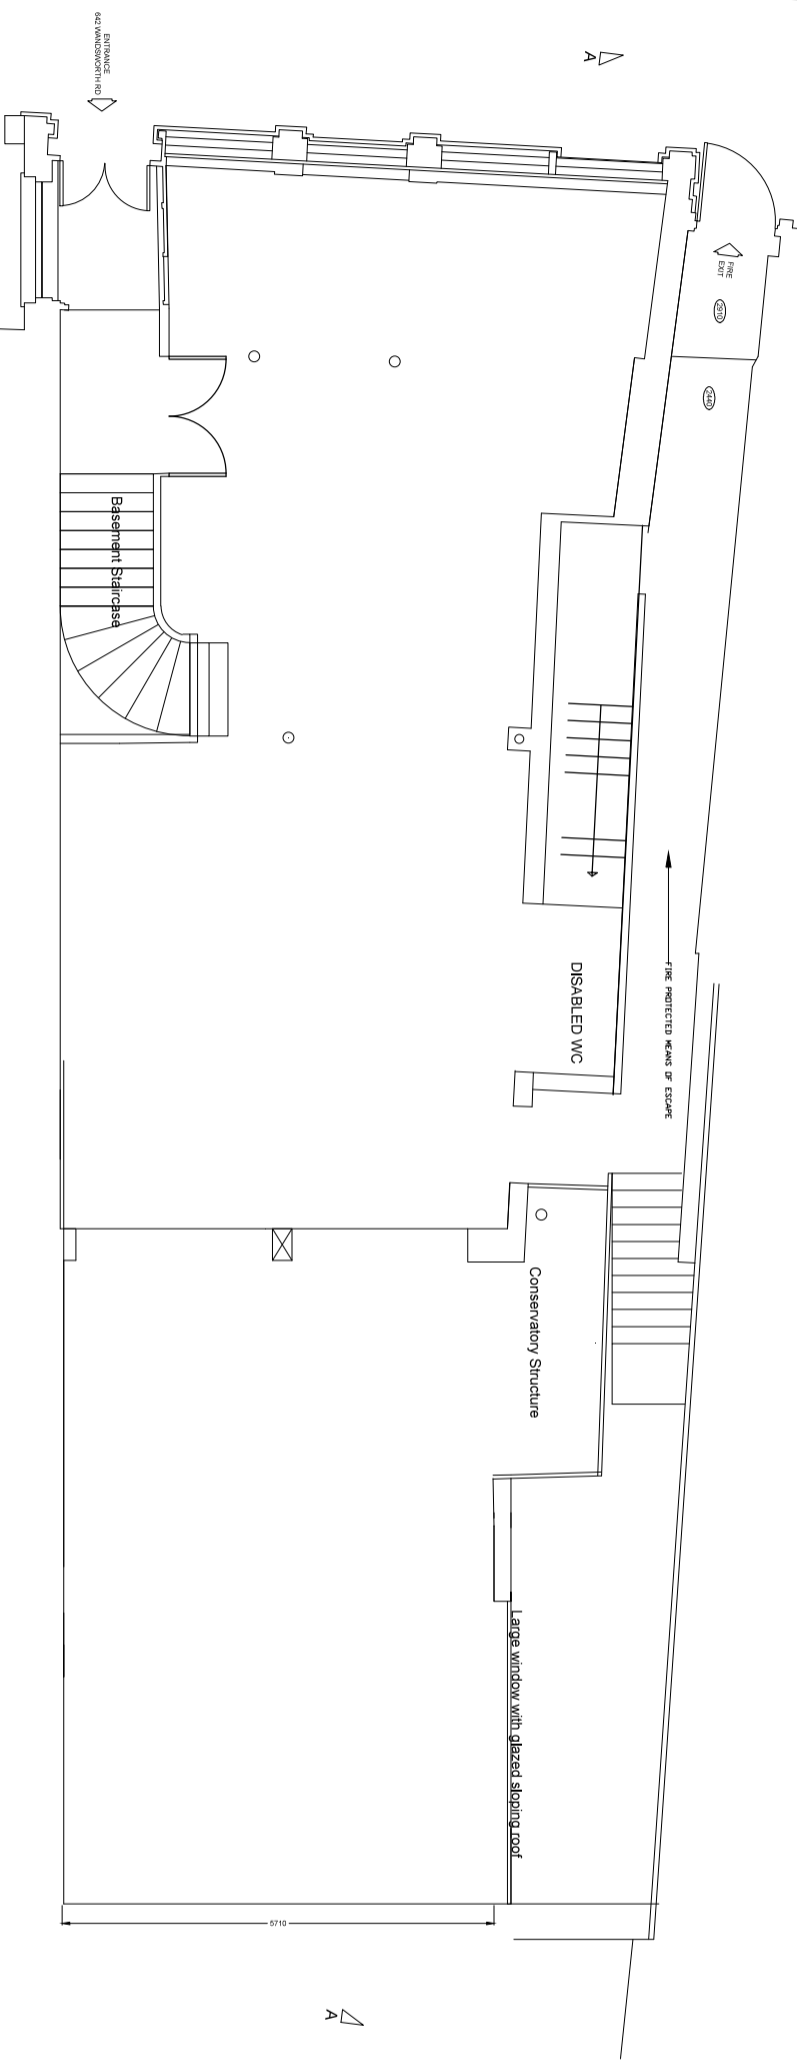 A
ENTRANCE
642 WANDSWORTH RD
FIRE
EXIT
2910
2440
Basement Staircase
FIRE PROTECTED MEANS OF ESCAPE
DISABLED WC
Conservatory Structure
Large window with glazed sloping roof
5710
A